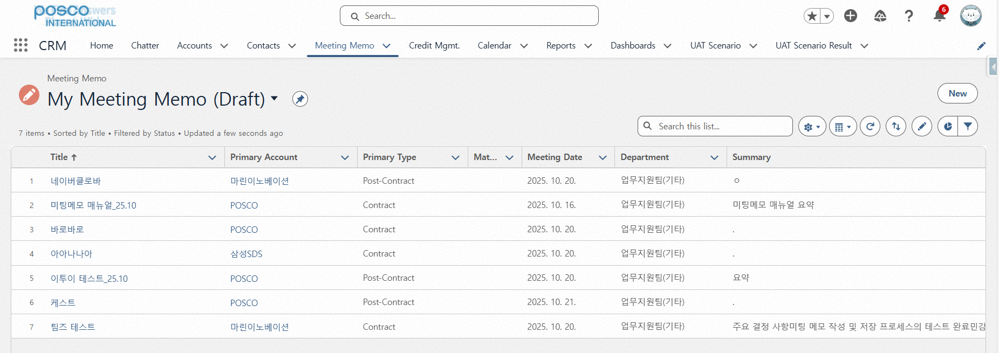 posco
INTERNATIONAL
Search...
6
CRM Home Chatter Accounts Contacts Meeting Memo Credit Mgmt. Calendar Reports Dashboards UAT Scenario UAT Scenario Result
Meeting Memo
My Meeting Memo (Draft)
New
7 items • Sorted by Title • Filtered by Status • Updated a few seconds ago
Search this list...
Title ↑ Primary Account Primary Type Mat... Meeting Date Department Summary
1 네이버클로바 마린이노베이션 Post-Contract 2025. 10. 20. 업무지원팀(기타) ㅇ
2 미팅메모 매뉴얼_25.10 POSCO Contract 2025. 10. 16. 업무지원팀(기타) 미팅메모 매뉴얼 요약
3 바로바로 POSCO Contract 2025. 10. 20. 업무지원팀(기타) .
4 아아나나아 삼성SDS Contract 2025. 10. 20. 업무지원팀(기타) .
5 이투이 테스트_25.10 POSCO Post-Contract 2025. 10. 20. 업무지원팀(기타) 요약
6 케스트 POSCO Post-Contract 2025. 10. 21. 업무지원팀(기타) .
7 팀즈 테스트 마린이노베이션 Contract 2025. 10. 20. 업무지원팀(기타) 주요 결정 사항미팅 메모 작성 및 저장 프로세스의 테스트 완료민감